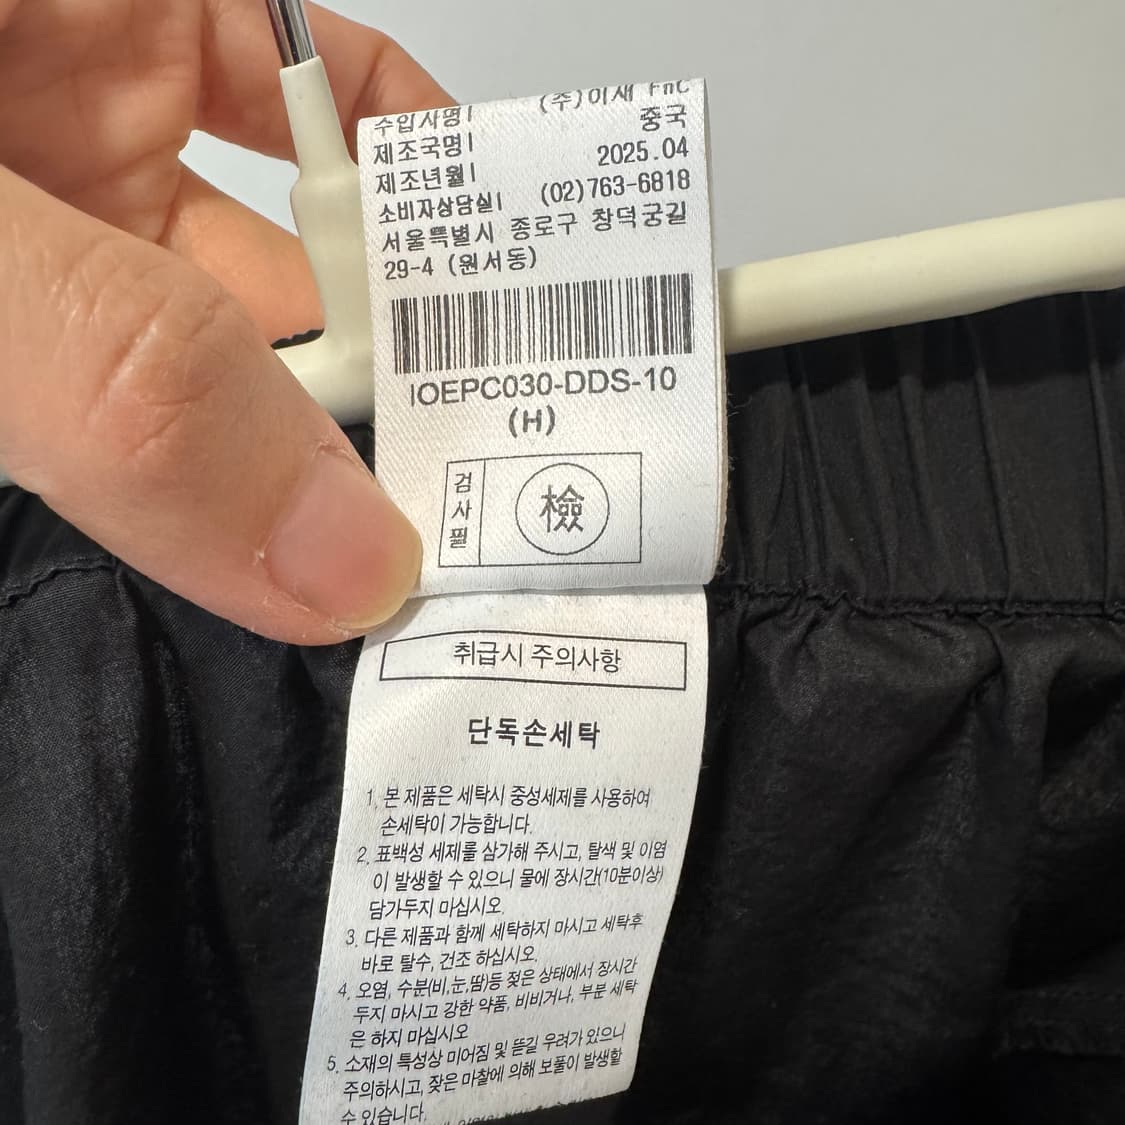 수입사명| (주)이새 FnC
제조국명| 중국
제조년월| 2025.04
소비자상담실| (02)763-6818
서울특별시 종로구 창덕궁길
29-4 (원서동)
IOEPC030-DDS-10
(H)
검사필 檢
취급시 주의사항
단독손세탁
1. 본 제품은 세탁시 중성세제를 사용하여
손세탁이 가능합니다.
2. 표백성 세제를 삼가해 주시고, 탈색 및 이염
이 발생할 수 있으니 물에 장시간(10분이상)
담가두지 마십시오.
3. 다른 제품과 함께 세탁하지 마시고 세탁후
바로 탈수, 건조 하십시오.
4. 오염, 수분(비,눈,땀)등 젖은 상태에서 장시간
두지 마시고 강한 약품, 비비거나, 부분 세탁
은 하지 마십시오
5. 소재의 특성상 미어짐 및 뜯길 우려가 있으니
주의하시고, 잦은 마찰에 의해 보풀이 발생할
수 있습니다.